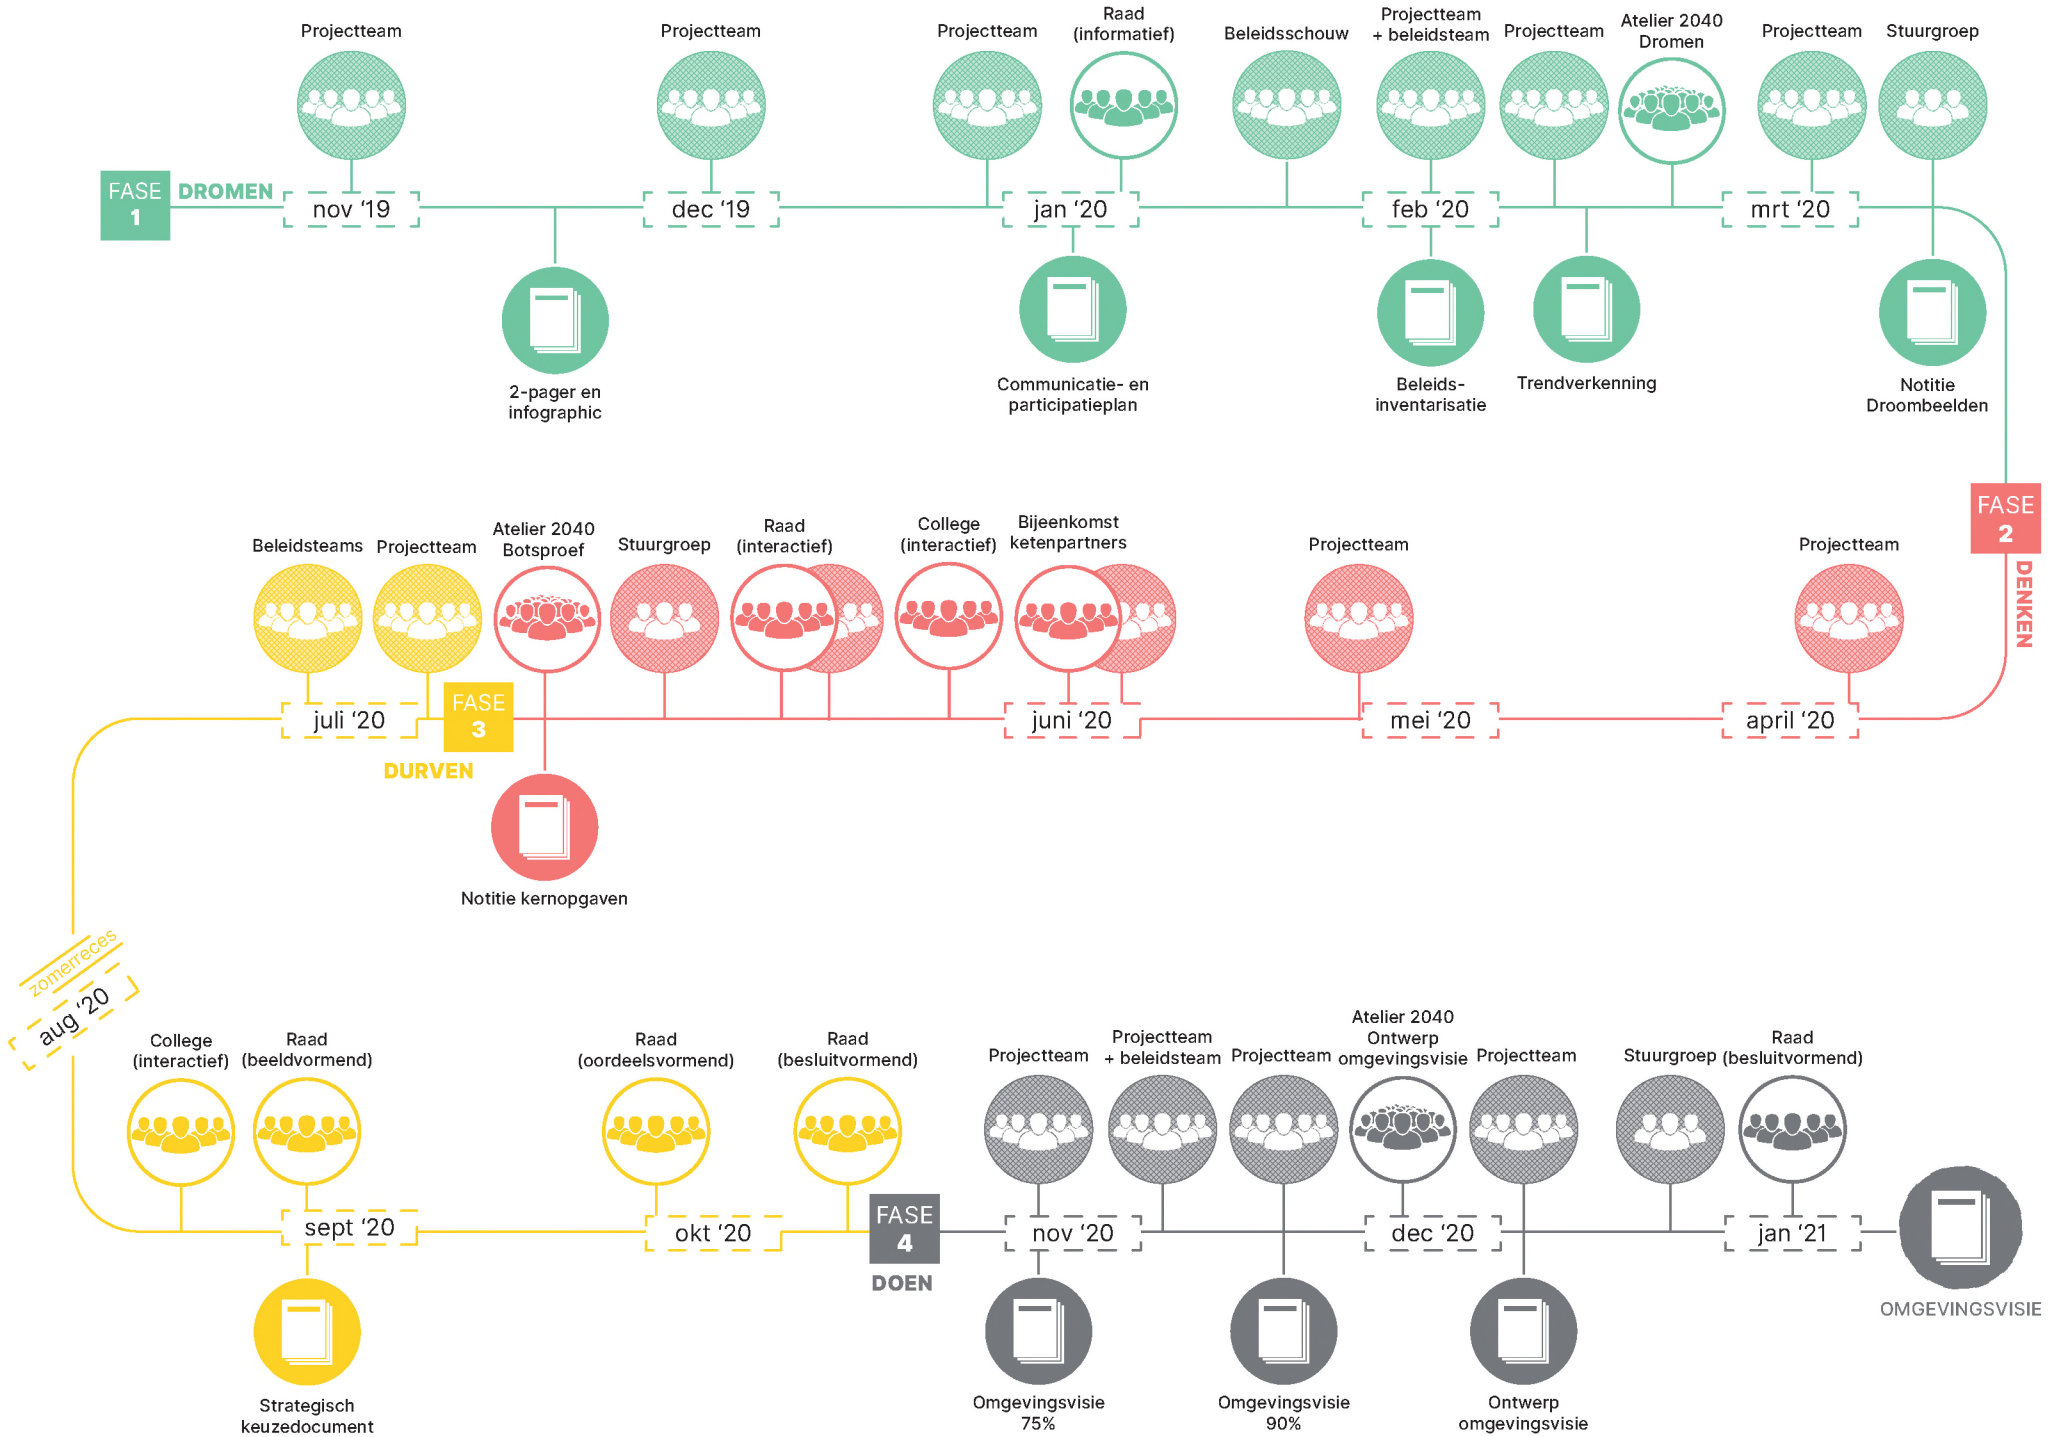 Projectteam
Projectteam
Projectteam
Raad
(informatief)
Beleidsschouw
Projectteam
+ beleidsteam
Projectteam
Atelier 2040
Dromen
Projectteam
Stuurgroep
FASE
1
DROMEN
nov ‘19
dec ‘19
jan ‘20
feb ‘20
mrt ‘20
2-pager en
infographic
Communicatie- en
participatieplan
Beleids-
inventarisatie
Trendverkenning
Notitie
Droombeelden
FASE
2
DENKEN
Beleidsteams
Projectteam
Atelier 2040
Botsproef
Stuurgroep
Raad
(interactief)
College
(interactief)
Bijeenkomst
ketenpartners
Projectteam
Projectteam
juli ‘20
FASE
3
DURVEN
juni ‘20
mei ‘20
april ‘20
Notitie kernopgaven
zomerreces
aug ‘20
College
(interactief)
Raad
(beeldvormend)
Raad
(oordeelsvormend)
Raad
(besluitvormend)
Projectteam
Projectteam
+ beleidsteam
Projectteam
Atelier 2040
Ontwerp
omgevingsvisie
Projectteam
Stuurgroep
Raad
(besluitvormend)
sept ‘20
okt ‘20
FASE
4
DOEN
nov ‘20
dec ‘20
jan ‘21
OMGEVINGSVISIE
Strategisch
keuzedocument
Omgevingsvisie
75%
Omgevingsvisie
90%
Ontwerp
omgevingsvisie